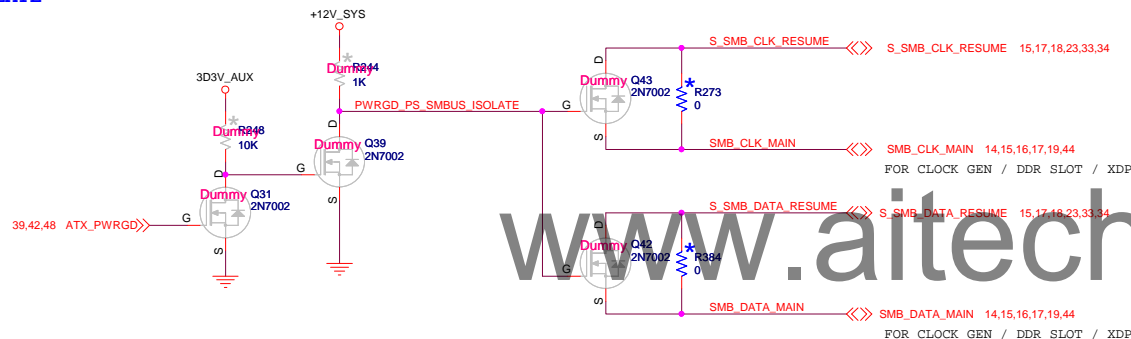 +12V_SYS
Dummy
R244
1K
3D3V_AUX
Dummy
R248
10K
PWRGD_PS_SMBUS_ISOLATE
D
Dummy
Q39
2N7002
G
S
D
Dummy
Q31
2N7002
G
S
39,42,48 ATX_PWRGD
S_SMB_CLK_RESUME
S_SMB_CLK_RESUME 15,17,18,23,33,34
D
Dummy
Q43
2N7002
G
S
R273
0
SMB_CLK_MAIN
SMB_CLK_MAIN 14,15,16,17,19,44
FOR CLOCK GEN / DDR SLOT / XDP
www.aitech
S_SMB_DATA_RESUME
S_SMB_DATA_RESUME 15,17,18,23,33,34
D
Dummy
Q42
2N7002
G
S
R384
0
SMB_DATA_MAIN
SMB_DATA_MAIN 14,15,16,17,19,44
FOR CLOCK GEN / DDR SLOT / XDP